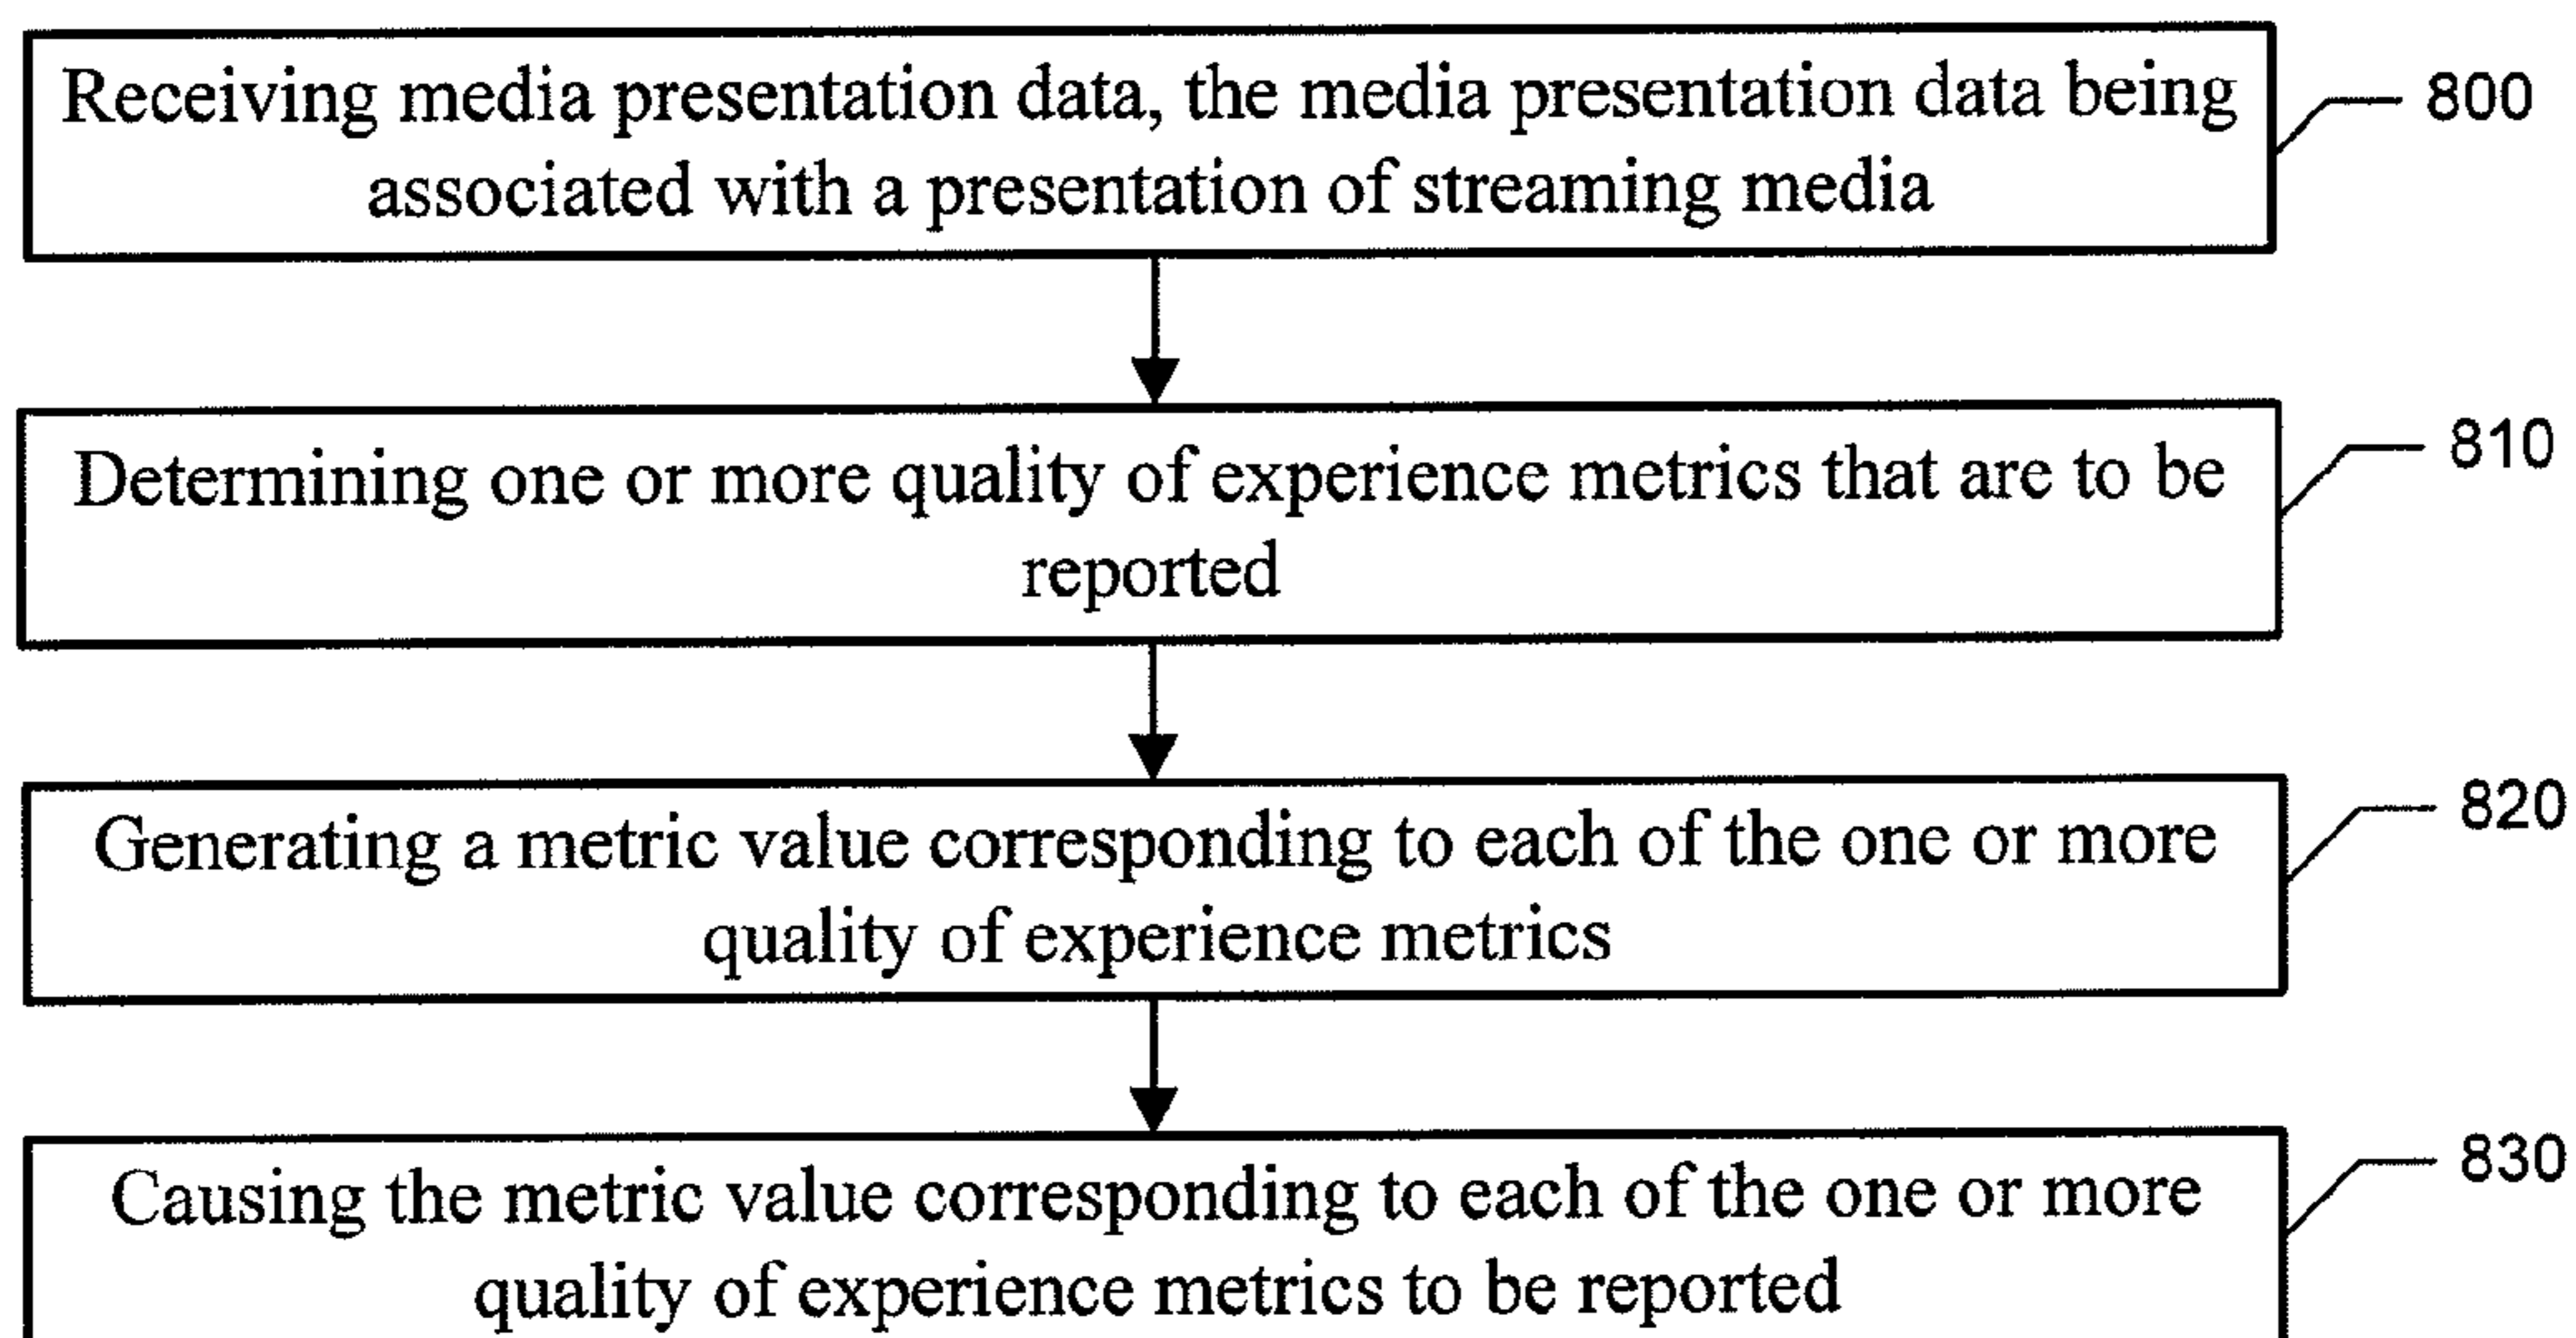 Receiving media presentation data, the media presentation data being
associated with a presentation of streaming media
800
Determining one or more quality of experience metrics that are to be
reported
810
Generating a metric value corresponding to each of the one or more
quality of experience metrics
820
Causing the metric value corresponding to each of the one or more
quality of experience metrics to be reported
830